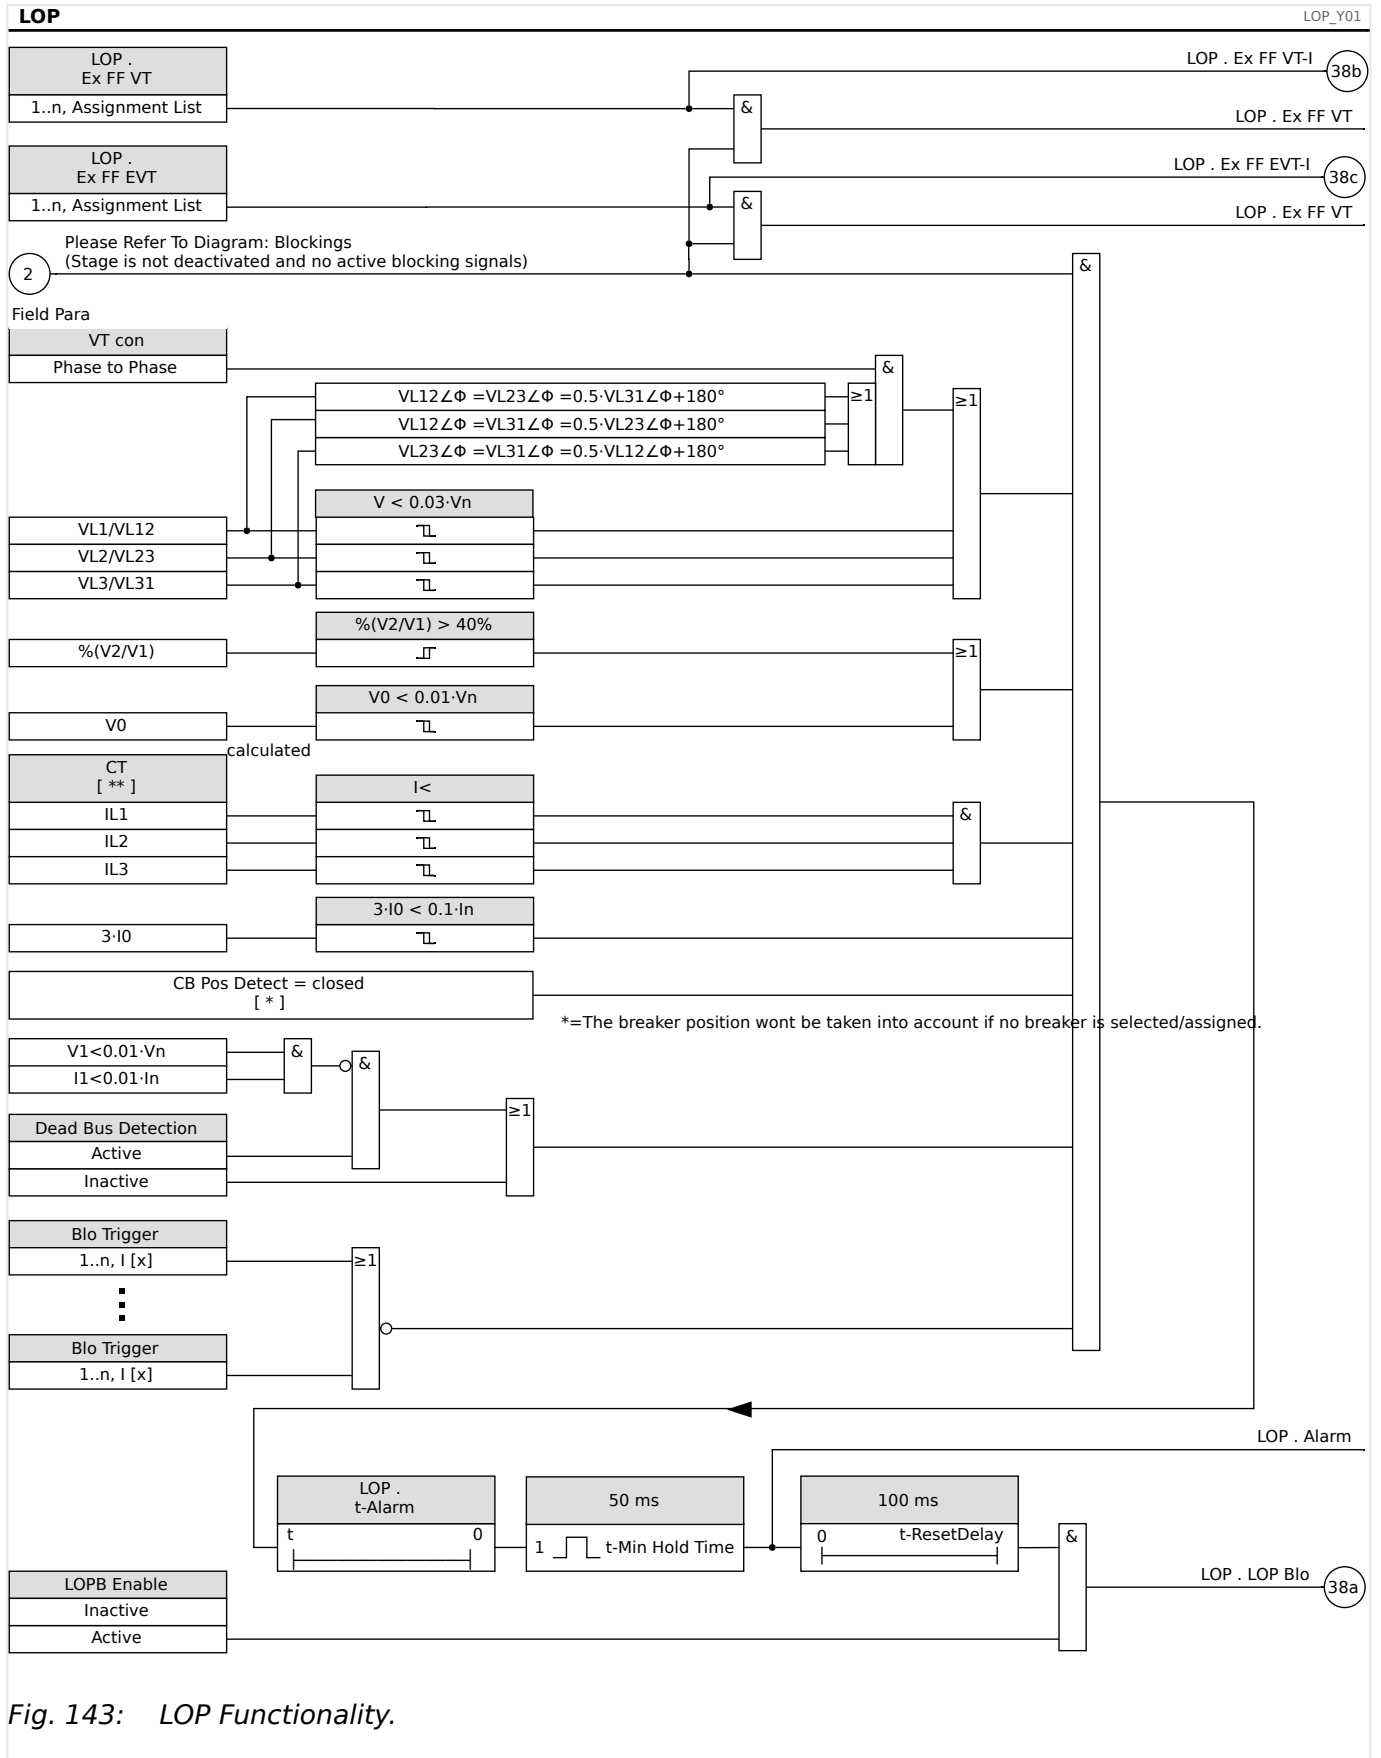 LOP
LOP_Y01
LOP .
Ex FF VT
1..n, Assignment List
LOP . Ex FF VT-I
38b
&
LOP . Ex FF VT
LOP .
Ex FF EVT
1..n, Assignment List
LOP . Ex FF EVT-I
38c
&
LOP . Ex FF VT
Please Refer To Diagram: Blockings
(Stage is not deactivated and no active blocking signals)
2
&
Field Para
VT con
Phase to Phase
&
VL12∠Φ =VL23∠Φ =0.5·VL31∠Φ+180°
≥1
≥1
VL12∠Φ =VL31∠Φ =0.5·VL23∠Φ+180°
VL23∠Φ =VL31∠Φ =0.5·VL12∠Φ+180°
V < 0.03·Vn
VL1/VL12
VL2/VL23
VL3/VL31
%(V2/V1) > 40%
%(V2/V1)
≥1
V0 < 0.01·Vn
V0
calculated
CT
[ ** ]
I<
IL1
&
IL2
IL3
3·I0 < 0.1·In
3·I0
CB Pos Detect = closed
[ * ]
*=The breaker position wont be taken into account if no breaker is selected/assigned.
V1<0.01·Vn
&
&
I1<0.01·In
Dead Bus Detection
≥1
Active
Inactive
Blo Trigger
1..n, I [x]
≥1
Blo Trigger
1..n, I [x]
LOP . Alarm
LOP .
t-Alarm
50 ms
100 ms
t 0
1 t-Min Hold Time
0 t-ResetDelay
&
LOPB Enable
Inactive
Active
LOP . LOP Blo
38a
Fig. 143: LOP Functionality.